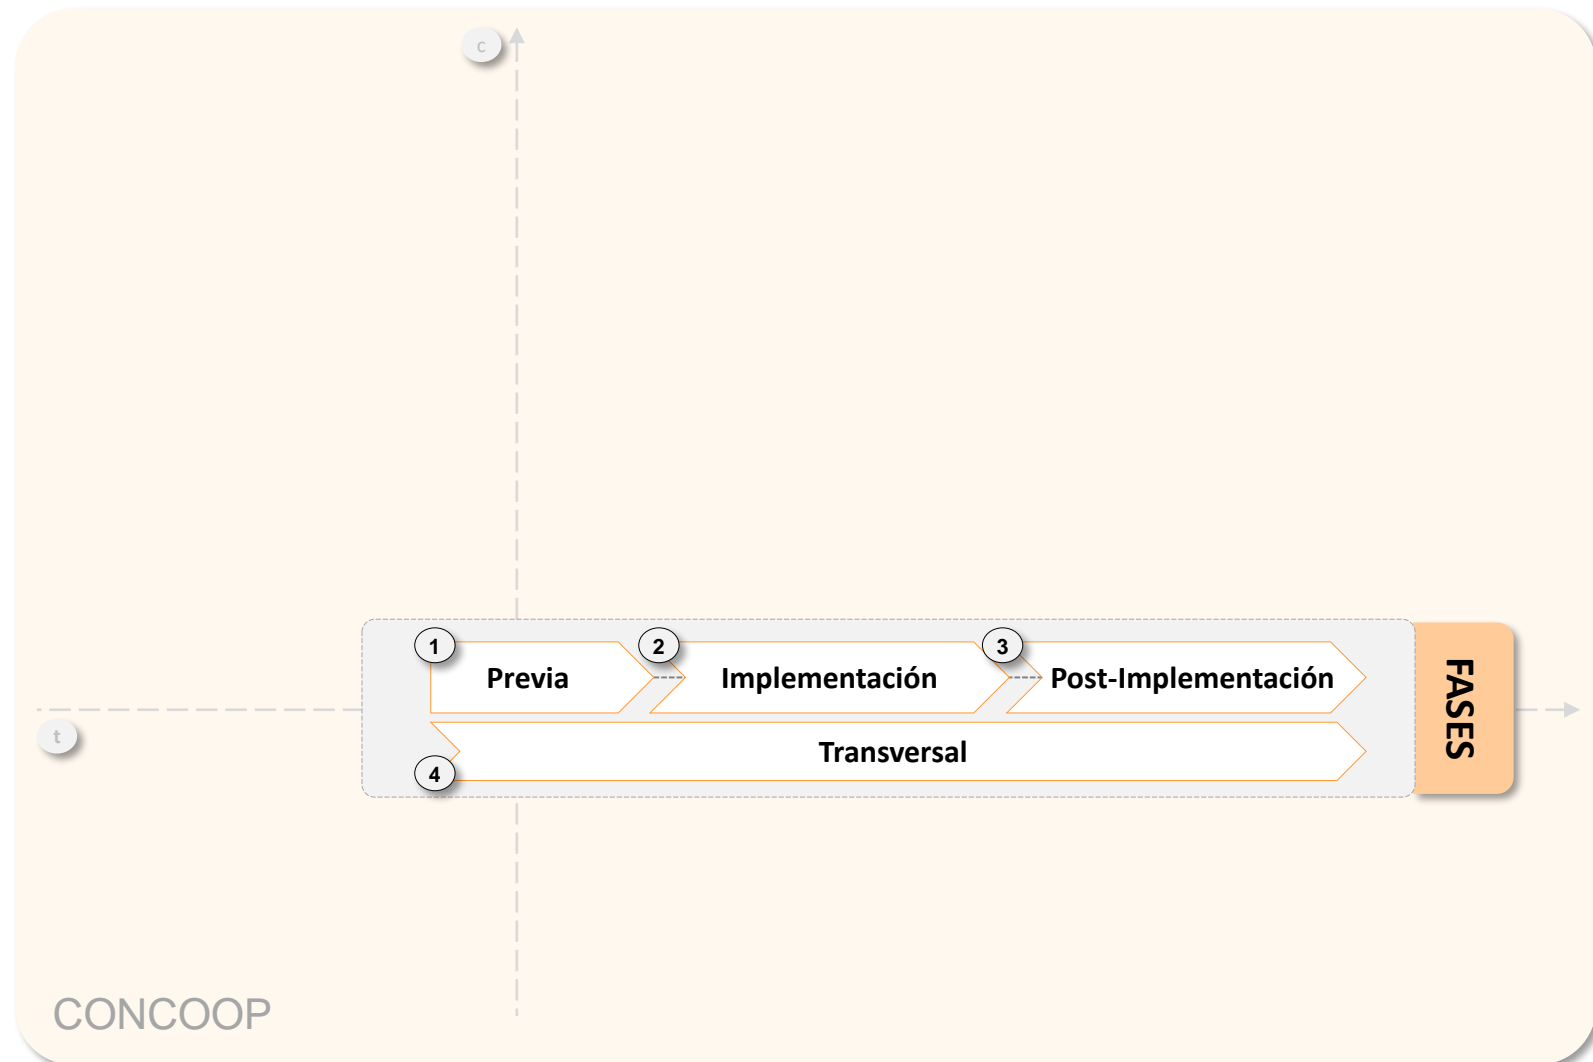 c
1
Previa
2
Implementación
3
Post-Implementación
FASES
t
4
Transversal
CONCOOP